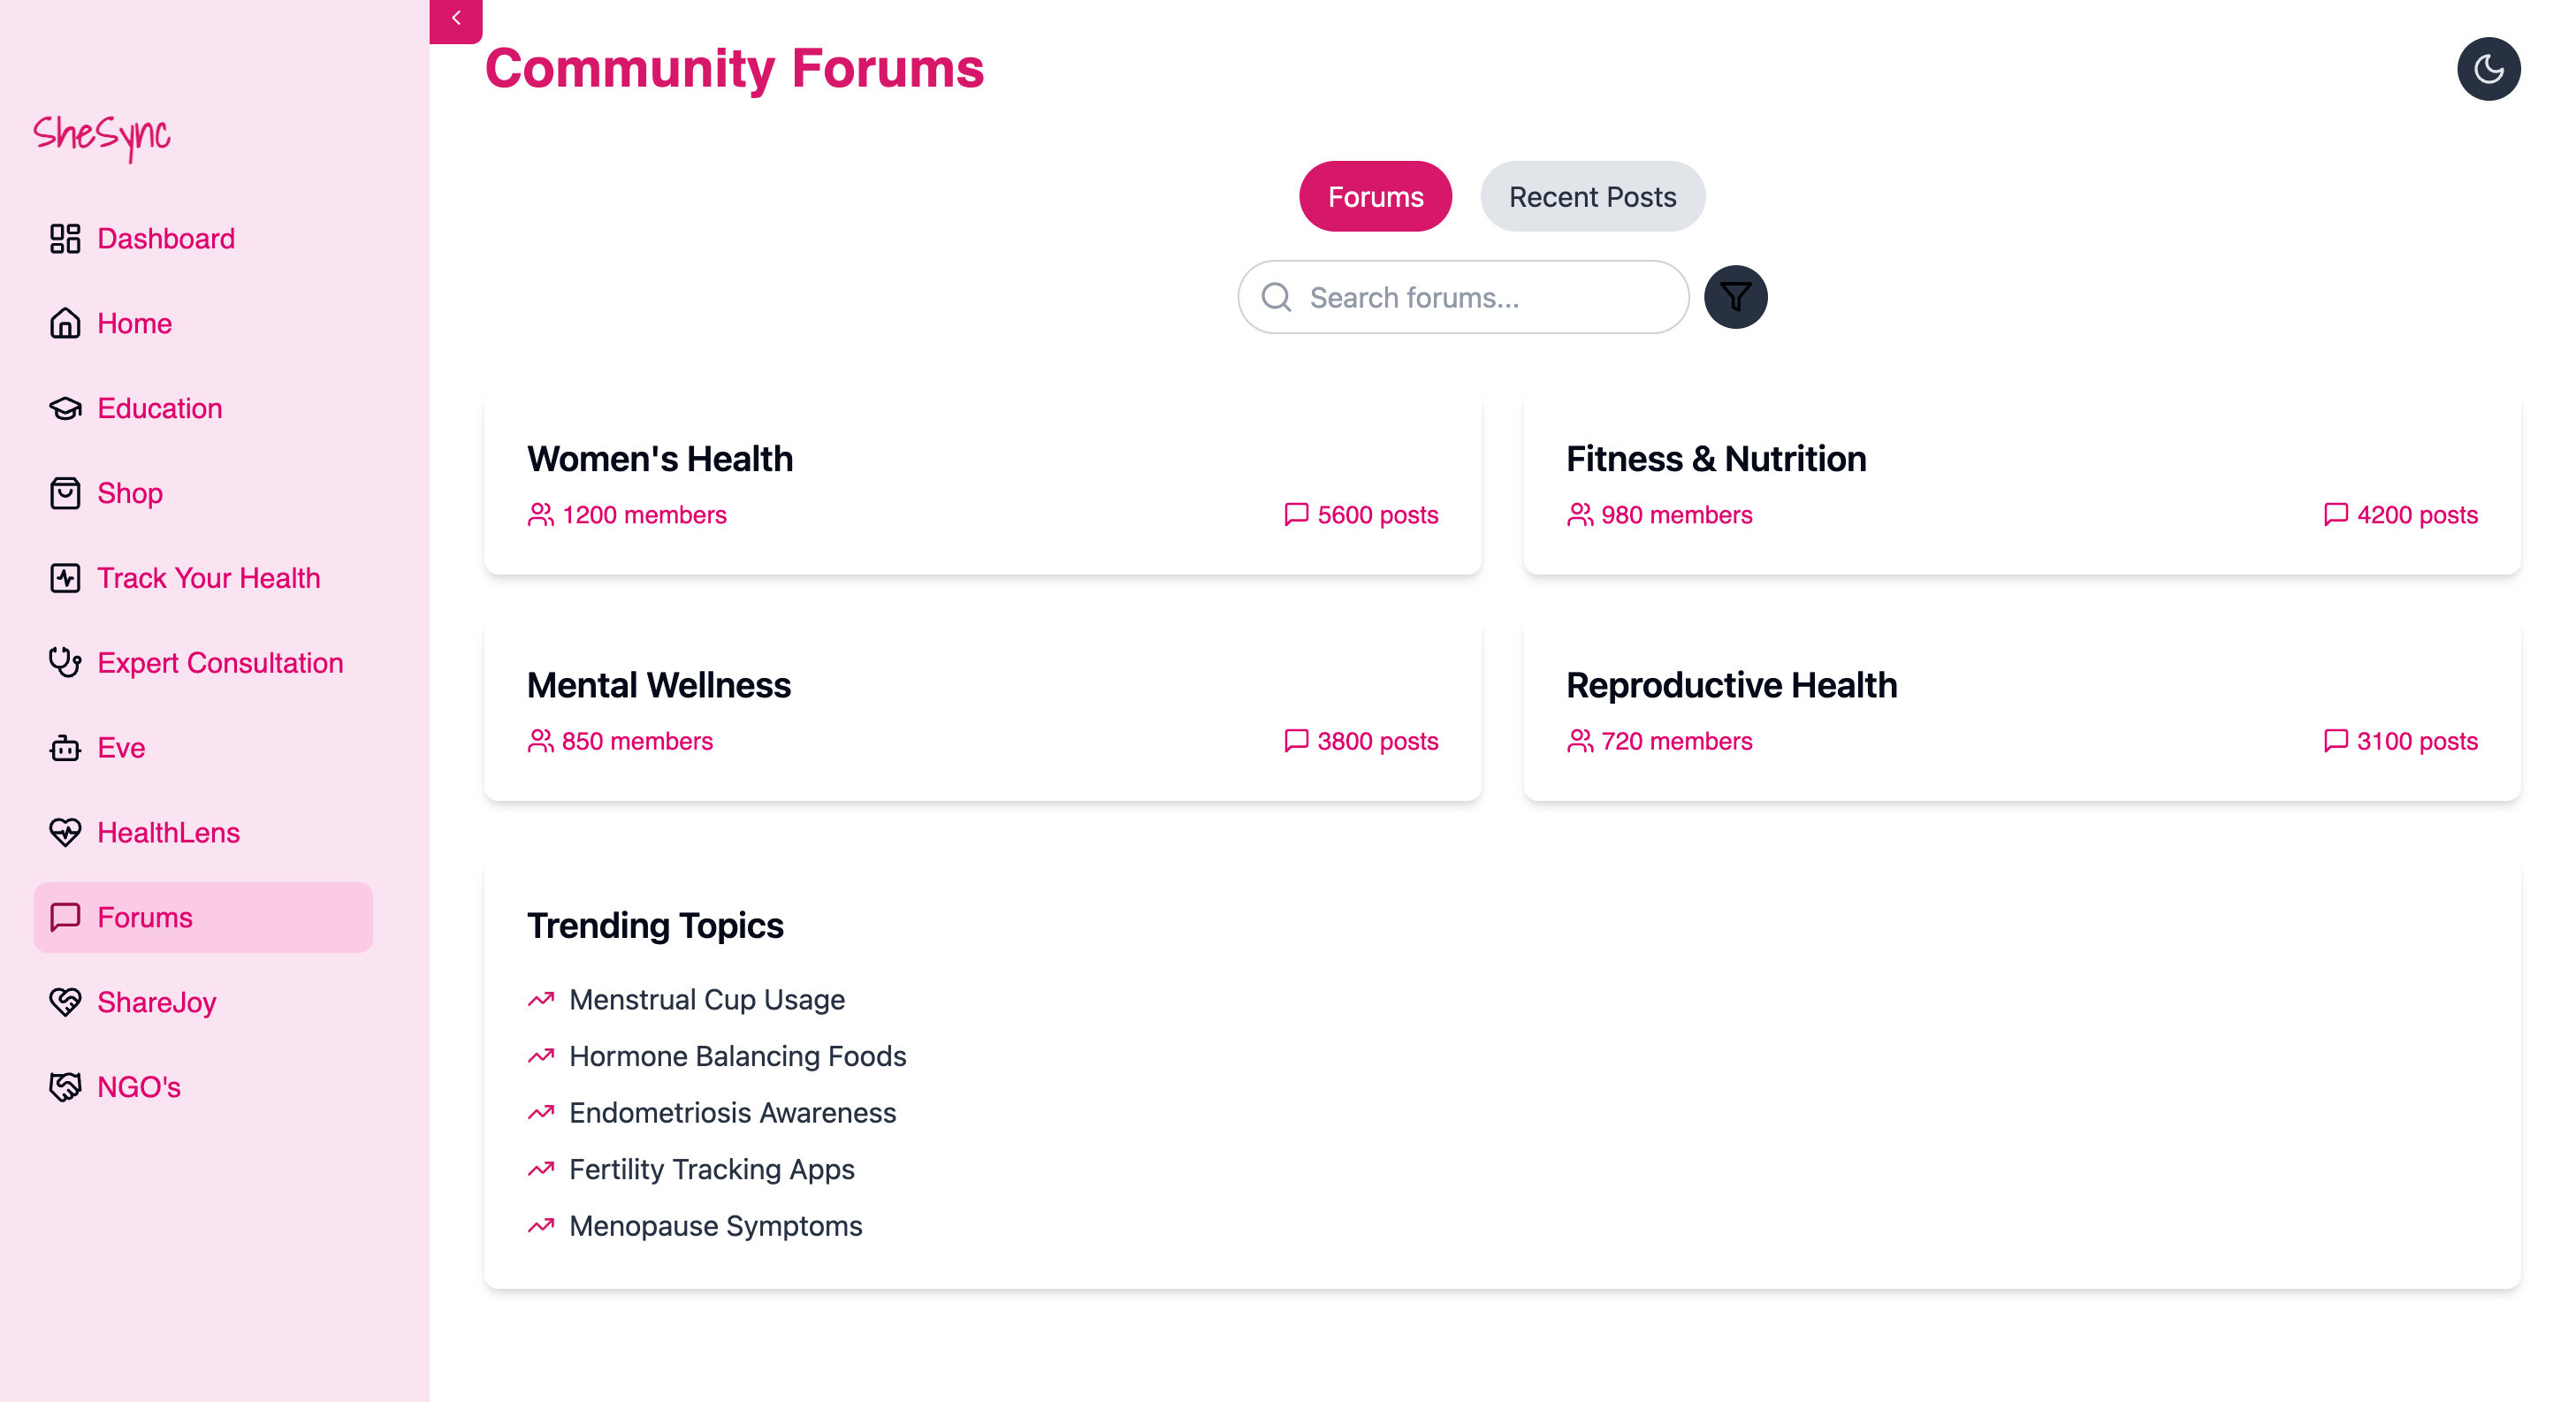 SheSync
Dashboard
Home
Education
Shop
Track Your Health
Expert Consultation
Eve
HealthLens
Forums
ShareJoy
NGO's
Community Forums
Forums
Recent Posts
Search forums...
Women's Health
1200 members
5600 posts
Fitness & Nutrition
980 members
4200 posts
Mental Wellness
850 members
3800 posts
Reproductive Health
720 members
3100 posts
Trending Topics
Menstrual Cup Usage
Hormone Balancing Foods
Endometriosis Awareness
Fertility Tracking Apps
Menopause Symptoms